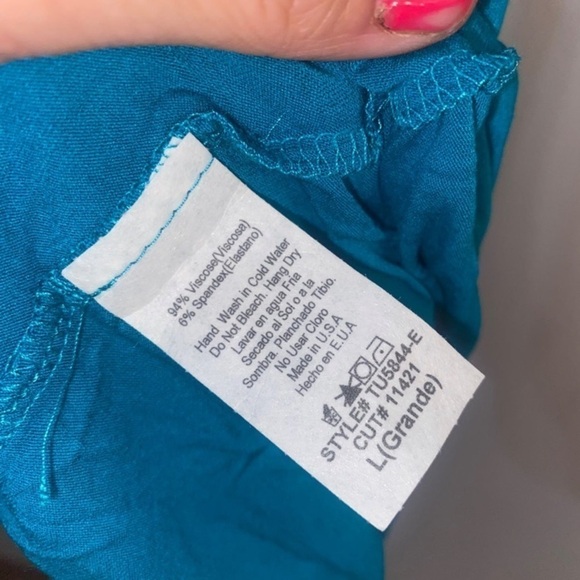 94% Viscose(Viscosa)
6% Spandex(Elastano)
Hand Wash in Cold Water
Do Not Bleach. Hang Dry
Lavar en agua Fria
Secado al Sol o a la
Sombra. Planchado Tibio.
No Usar Cloro
Made in U.S.A
Hecho en E.U.A
STYLE# TU5844-E
CUT# 11421
L(Grande)